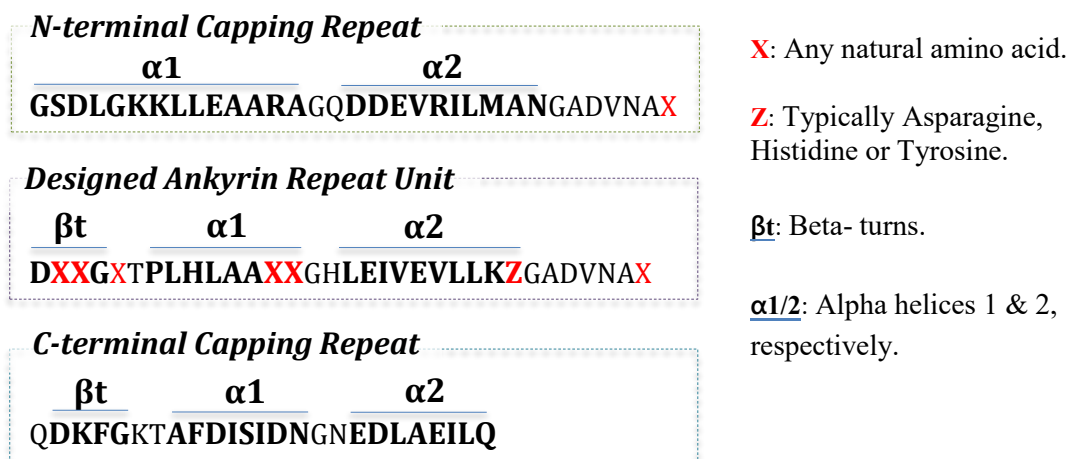 N-terminal Capping Repeat
α1 α2
GSDLGKKLLEAARAGQDDEVRILMANGADVNAX
Designed Ankyrin Repeat Unit
βt α1 α2
DXXGXTPLHLAAXXGHLEIVEVLLKZGADVNAX
C-terminal Capping Repeat
βt α1 α2
QDKFGKTAFDISIDNGNEDLAEILQ
X: Any natural amino acid.
Z: Typically Asparagine,
Histidine or Tyrosine.
βt: Beta- turns.
α1/2: Alpha helices 1 & 2,
respectively.